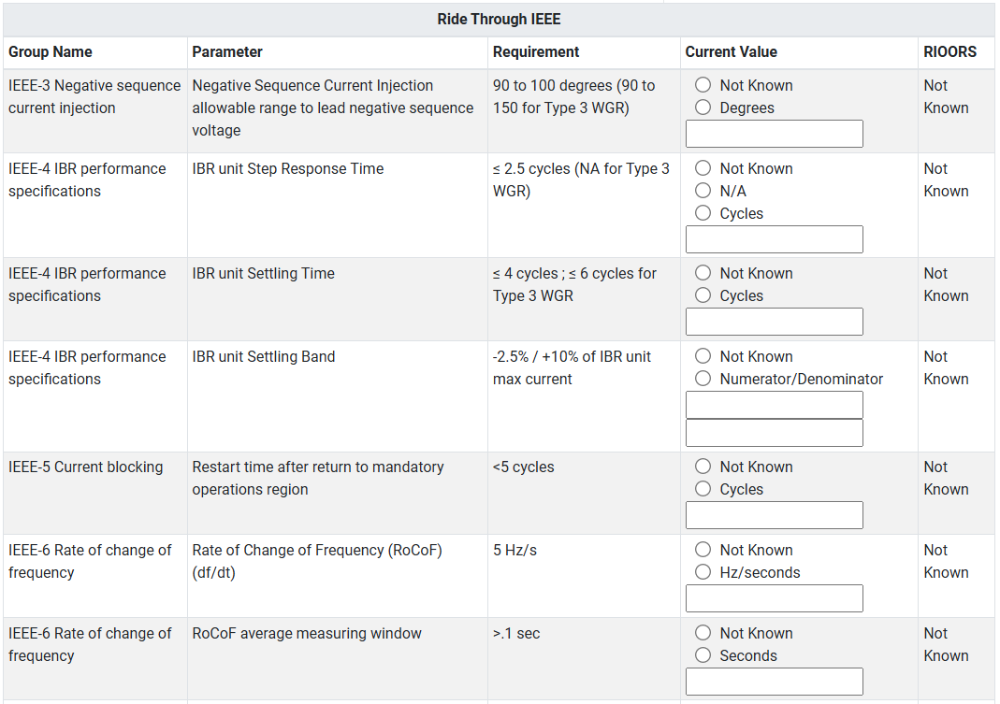 Ride Through IEEE
Group Name Parameter Requirement Current Value RIOORS
IEEE-3 Negative sequence current injection Negative Sequence Current Injection allowable range to lead negative sequence voltage 90 to 100 degrees (90 to 150 for Type 3 WGR) Not Known Degrees Not Known
IEEE-4 IBR performance specifications IBR unit Step Response Time ≤ 2.5 cycles (NA for Type 3 WGR) Not Known N/A Cycles Not Known
IEEE-4 IBR performance specifications IBR unit Settling Time ≤ 4 cycles ; ≤ 6 cycles for Type 3 WGR Not Known Cycles Not Known
IEEE-4 IBR performance specifications IBR unit Settling Band -2.5% / +10% of IBR unit max current Not Known Numerator/Denominator Not Known
IEEE-5 Current blocking Restart time after return to mandatory operations region <5 cycles Not Known Cycles Not Known
IEEE-6 Rate of change of frequency Rate of Change of Frequency (RoCoF) (df/dt) 5 Hz/s Not Known Hz/seconds Not Known
IEEE-6 Rate of change of frequency RoCoF average measuring window >.1 sec Not Known Seconds Not Known